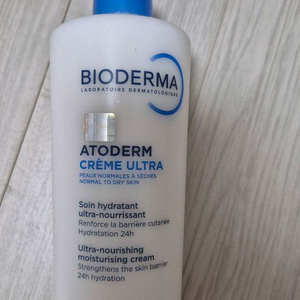 BIODERMA
LABORATOIRE DERMATOLOGIQUE
ATODERM
CRÈME ULTRA
PEAUX NORMALES À SÈCHES
NORMAL TO DRY SKIN
Soin hydratant
ultra-nourrissant
Renforce la barrière cutanée
Hydratation 24h
Ultra-nourishing
moisturising cream
Strengthens the skin barrier
24h hydration